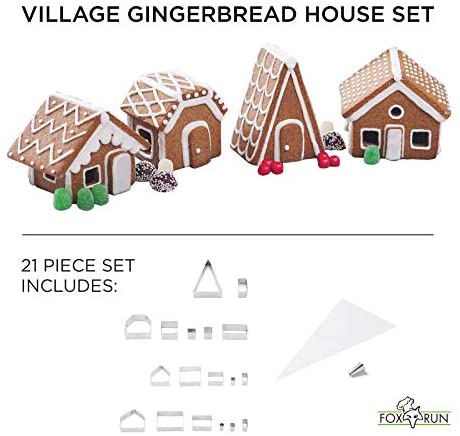 VILLAGE GINGERBREAD HOUSE SET
21 PIECE SET
INCLUDES:
FOX RUN